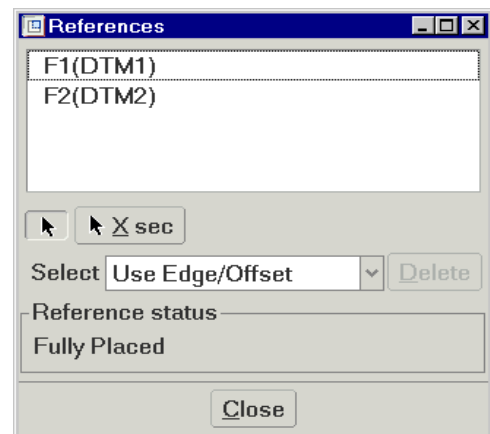 References
F1(DTM1)
F2(DTM2)
X sec
Select Use Edge/Offset Delete
Reference status
Fully Placed
Close